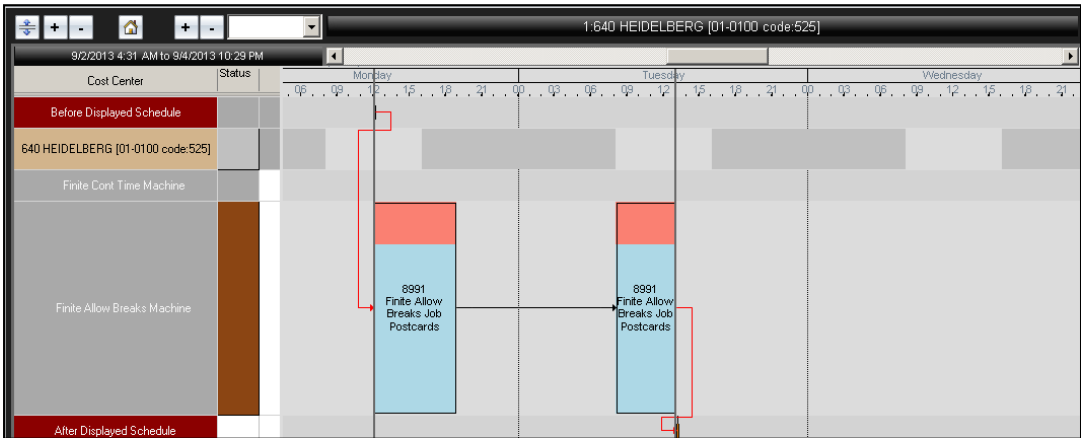 + - + -
1:640 HEIDELBERG [01-0100 code:525]
9/2/2013 4:31 AM to 9/4/2013 10:29 PM
Cost Center
Status
Monday Tuesday Wednesday
06 09 12 15 18 21 00 03 06 09 12 15 18 21 00 03 06 09 12 15 18 21
Before Displayed Schedule
640 HEIDELBERG [01-0100 code:525]
Finite Cont Time Machine
Finite Allow Breaks Machine
8991
Finite Allow
Breaks Job
Postcards
8991
Finite Allow
Breaks Job
Postcards
After Displayed Schedule